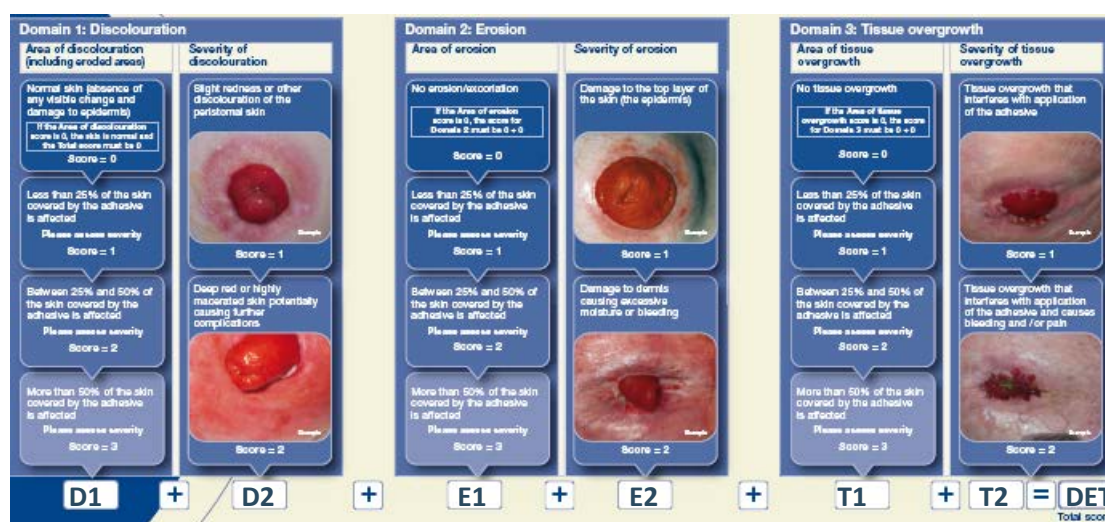 Domain 1: Discolouration
Area of discolouration
(including eroded areas)
Severity of
discolouration
Normal skin (absence of
any visible change and
damage to epidermis)
If the Area of discolouration
score is 0, the skin is normal and
the Total score must be 0
Score = 0
Less than 25% of the skin
covered by the adhesive
is affected
Please assess severity
Score = 1
Between 25% and 50% of
the skin covered by the
adhesive is affected
Please assess severity
Score = 2
More than 50% of the skin
covered by the adhesive
is affected
Please assess severity
Score = 3
Slight redness or other
discolouration of the
peristomal skin
Example
Score = 1
Deep red or highly
macerated skin potentially
causing further
complications
Example
Score = 2
Domain 2: Erosion
Area of erosion
Severity of erosion
No erosion/excoriation
If the Area of erosion
score is 0, the score for
Domain 2 must be 0 + 0
Score = 0
Less than 25% of the skin
covered by the adhesive
is affected
Please assess severity
Score = 1
Between 25% and 50% of
the skin covered by the
adhesive is affected
Please assess severity
Score = 2
More than 50% of the skin
covered by the adhesive
is affected
Please assess severity
Score = 3
Damage to the top layer of
the skin (the epidermis)
Example
Score = 1
Damage to dermis
causing excessive
moisture or bleeding
Example
Score = 2
Domain 3: Tissue overgrowth
Area of tissue
overgrowth
Severity of tissue
overgrowth
No tissue overgrowth
If the Area of tissue
overgrowth score is 0, the score
for Domain 3 must be 0 + 0
Score = 0
Less than 25% of the skin
covered by the adhesive
is affected
Please assess severity
Score = 1
Between 25% and 50% of
the skin covered by the
adhesive is affected
Please assess severity
Score = 2
More than 50% of the skin
covered by the adhesive
is affected
Please assess severity
Score = 3
Tissue overgrowth that
interferes with application
of the adhesive
Example
Score = 1
Tissue overgrowth that
interferes with application
of the adhesive and causes
bleeding and /or pain
Example
Score = 2
D1 + D2 + E1 + E2 + T1 + T2 = DET
Total scor